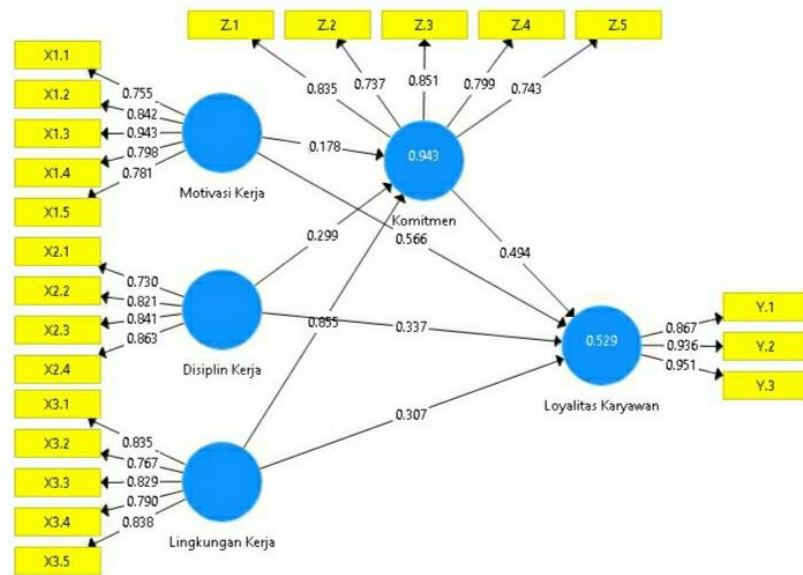 Z.1
Z.2
Z.3
Z.4
Z.5
0.835
0.737
0.851
0.799
0.743
X1.1
X1.2
X1.3
X1.4
X1.5
0.755
0.842
0.943
0.798
0.781
Motivasi Kerja
0.178
0.943
Komitmen
0.299
0.566
0.494
X2.1
X2.2
X2.3
X2.4
0.730
0.821
0.841
0.863
Disiplin Kerja
0.855
0.337
0.529
Loyalitas Karyawan
0.867
0.936
0.951
Y.1
Y.2
Y.3
X3.1
X3.2
X3.3
X3.4
X3.5
0.835
0.767
0.829
0.790
0.838
Lingkungan Kerja
0.307